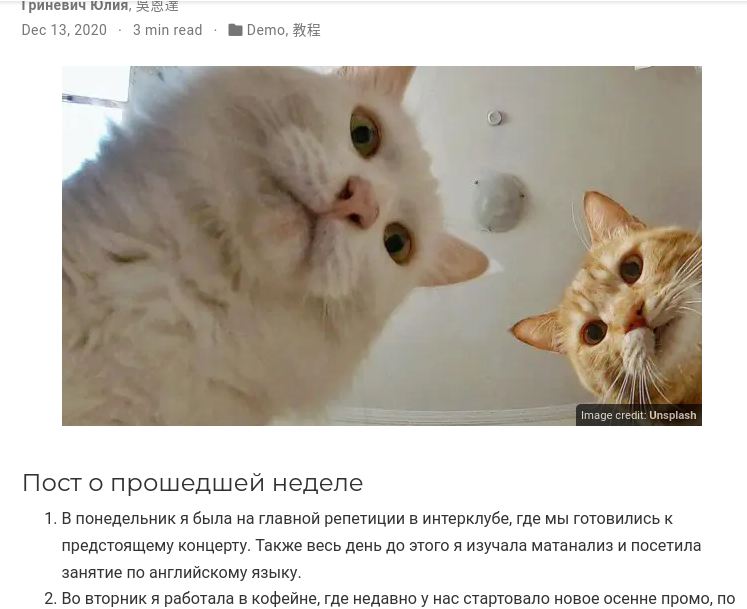 Гриневич Юлия, 吳恩達
Dec 13, 2020 · 3 min read · Demo, 教程
Image credit: Unsplash
Пост о прошедшей неделе
1. В понедельник я была на главной репетиции в интерклубе, где мы готовились к
предстоящему концерту. Также весь день до этого я изучала матанализ и посетила
занятие по английскому языку.
2. Во вторник я работала в кофейне, где недавно у нас стартовало новое осенне промо, по